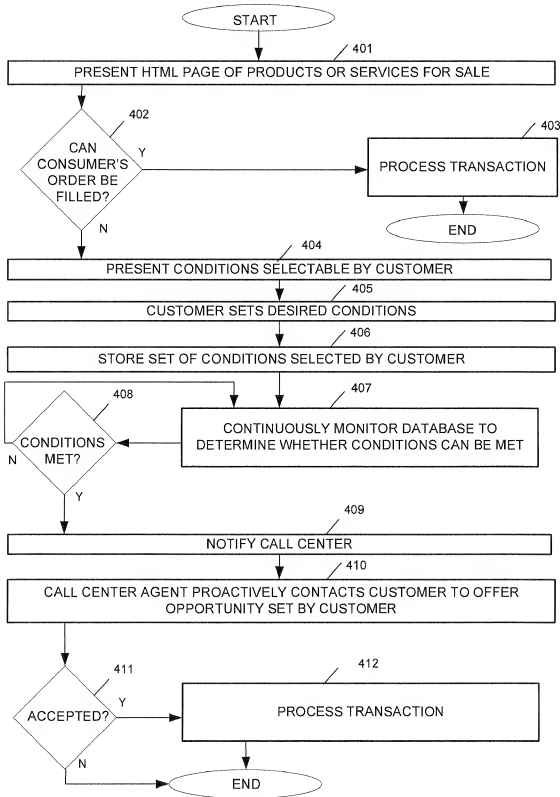 START
401
PRESENT HTML PAGE OF PRODUCTS OR SERVICES FOR SALE
402
CAN
CONSUMER'S
ORDER BE
FILLED?
Y
N
403
PROCESS TRANSACTION
END
404
PRESENT CONDITIONS SELECTABLE BY CUSTOMER
405
CUSTOMER SETS DESIRED CONDITIONS
406
STORE SET OF CONDITIONS SELECTED BY CUSTOMER
407
CONTINUOUSLY MONITOR DATABASE TO
DETERMINE WHETHER CONDITIONS CAN BE MET
408
CONDITIONS
MET?
N
Y
409
NOTIFY CALL CENTER
410
CALL CENTER AGENT PROACTIVELY CONTACTS CUSTOMER TO OFFER
OPPORTUNITY SET BY CUSTOMER
411
ACCEPTED?
Y
N
412
PROCESS TRANSACTION
END